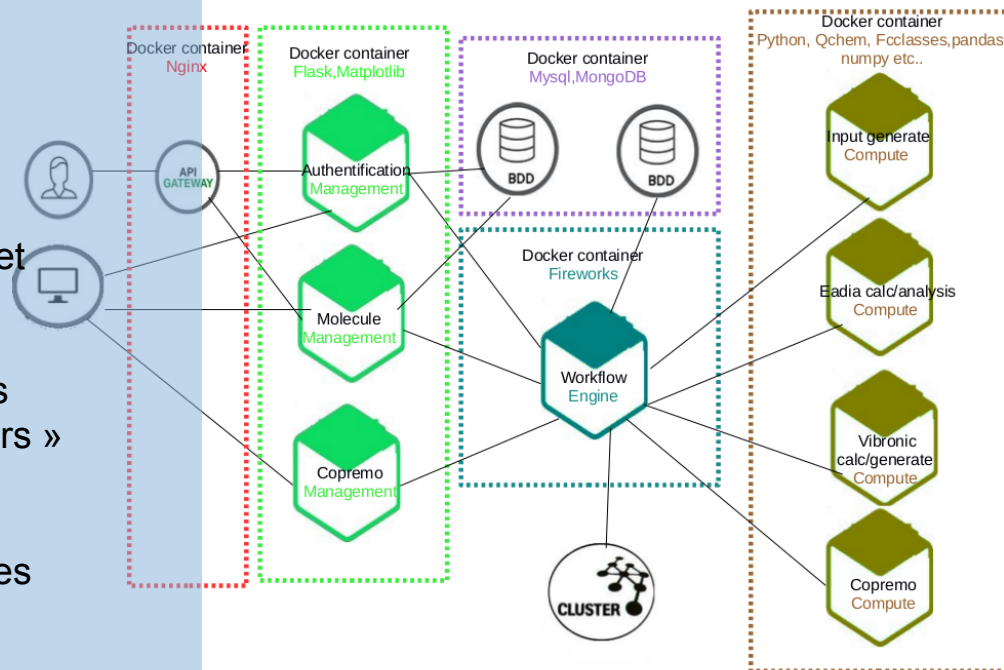 et
s
rs »
es
Docker container
Nginx
API
GATEWAY
Docker container
Flask,Matplotlib
Authentification
Management
Molecule
Management
Copremo
Management
Docker container
Mysql,MongoDB
BDD
BDD
Docker container
Fireworks
Workflow
Engine
CLUSTER
Docker container
Python, Qchem, Fcclasses,pandas
numpy etc..
Input generate
Compute
Eadia calc/analysis
Compute
Vibronic
calc/generate
Compute
Copremo
Compute